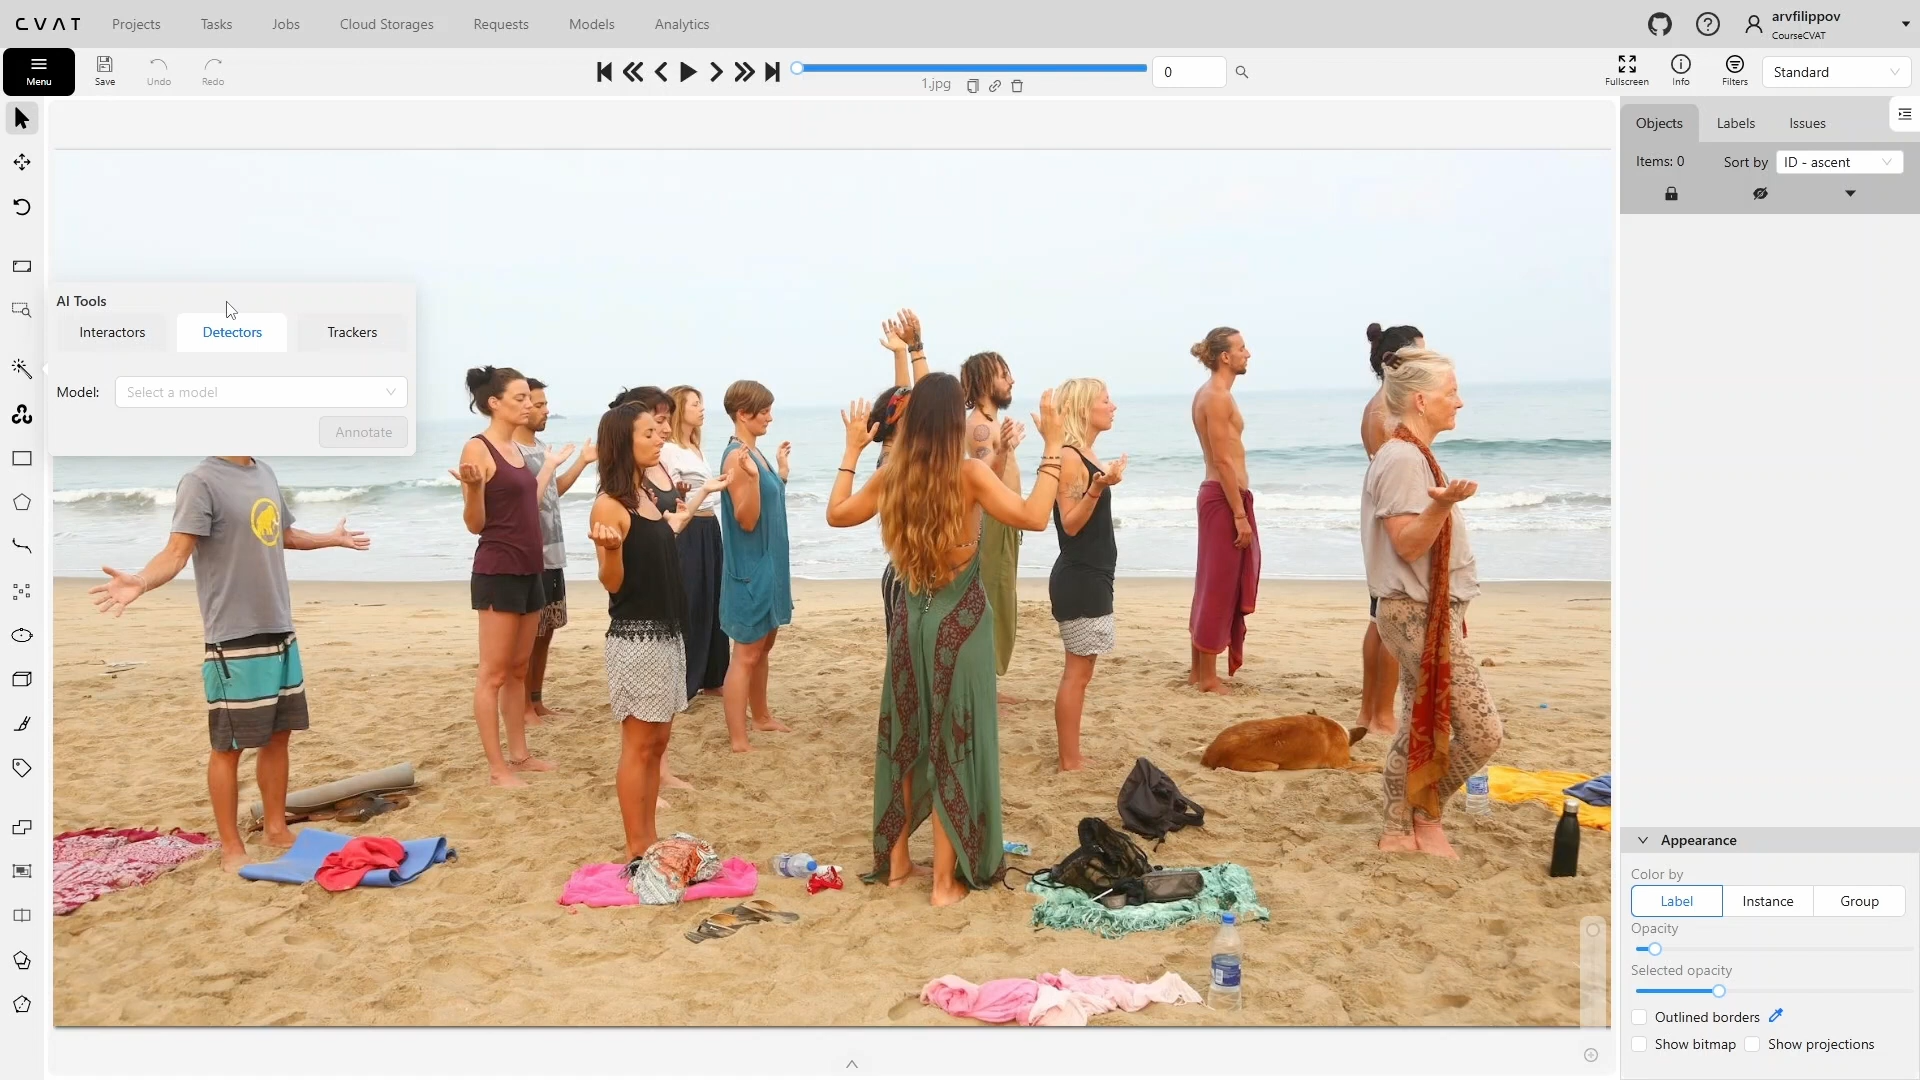 CVAT Projects Tasks Jobs Cloud Storages Requests Models Analytics
arvfilippov
CourseCVAT
Menu Save Undo Redo
1.jpg
0
Fullscreen Info Filters
Standard
Objects Labels Issues
Items: 0 Sort by ID - ascent
AI Tools
Interactors Detectors Trackers
Model: Select a model
Annotate
Appearance
Color by
Label Instance Group
Opacity
Selected opacity
Outlined borders
Show bitmap Show projections